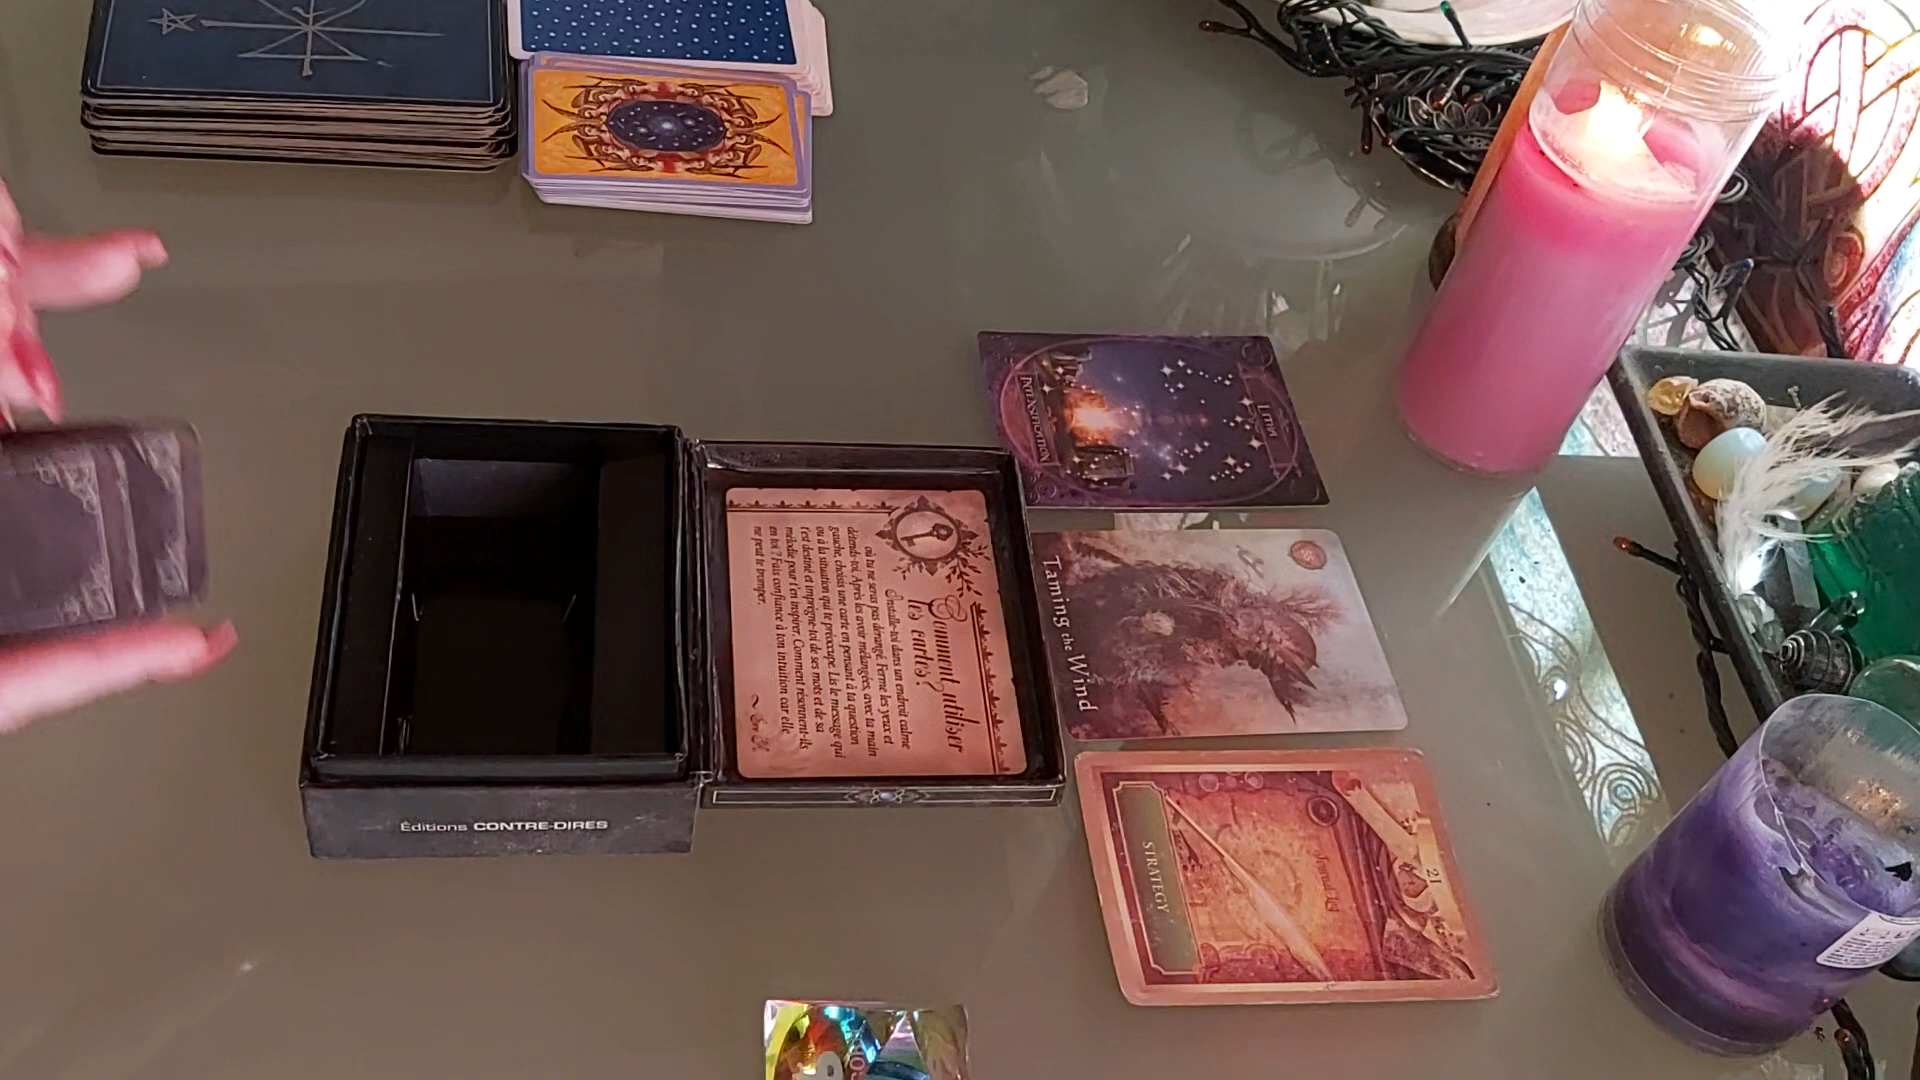 LITHA
INTENSIFICATION
Taming the Wind
21
STRATEGY
Comment utiliser
les cartes?
Installe-toi dans un endroit calme
où tu ne seras pas dérangé. Ferme les yeux et
détends-toi. Après les avoir mélangées, avec ta main
gauche, choisis une carte en pensant à ta question
ou à la situation qui te préoccupe. Lis le message qui
t'est destiné et imprègne-toi de ses mots et de sa
mélodie pour t'en inspirer. Comment résonnent-ils
en toi ? Fais confiance à ton intuition car elle
ne peut te tromper.
Éditions CONTRE-DIRES